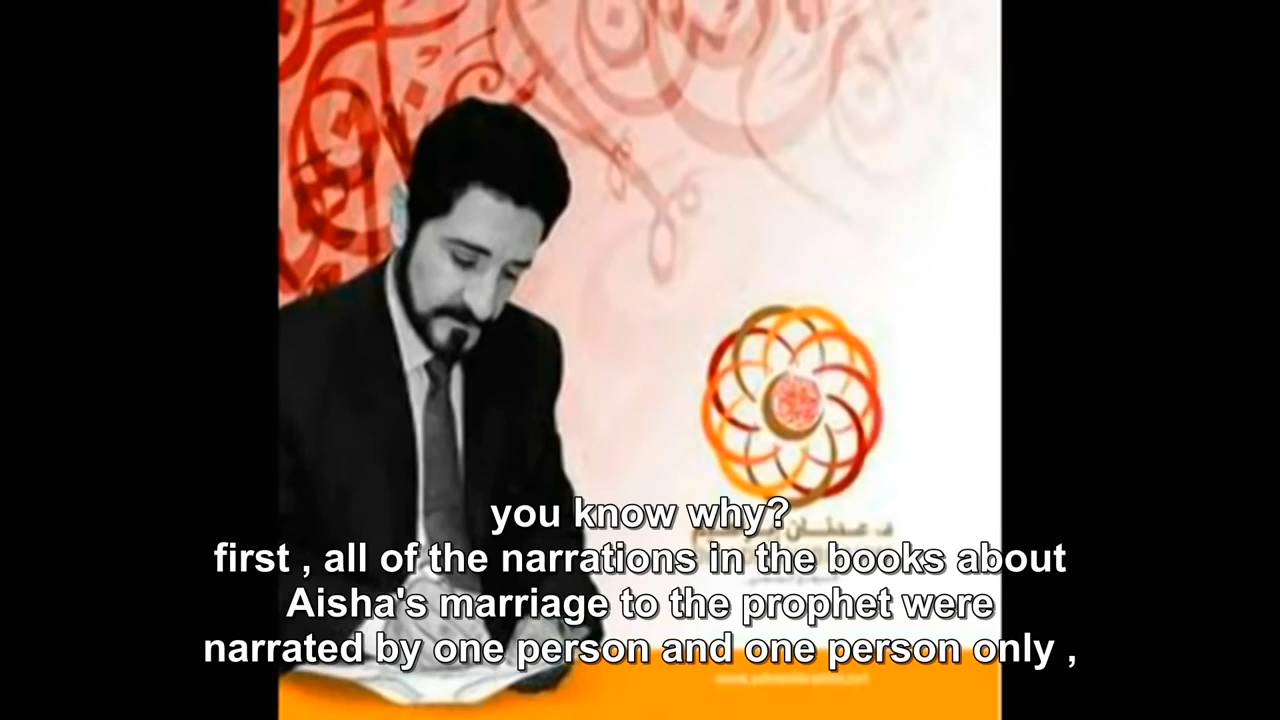 you know why?
د. عدنان
first , all of the narrations in the books about
Aisha's marriage to the prophet were
narrated by one person and one person only ,